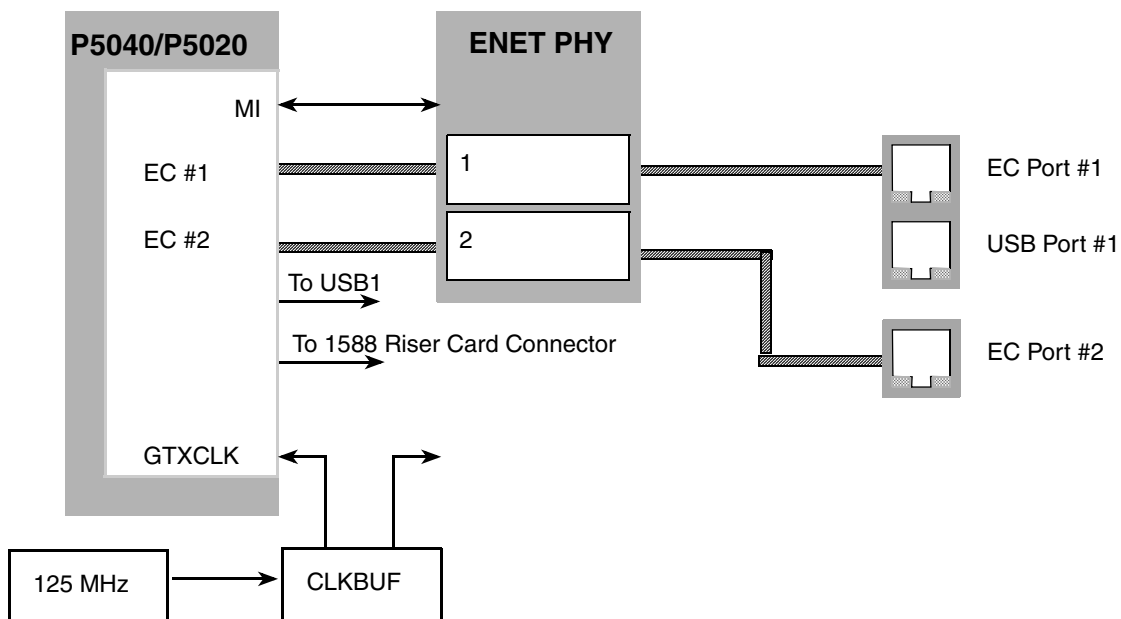 P5040/P5020
ENET PHY
MI
EC #1
1
EC Port #1
EC #2
2
USB Port #1
To USB1
To 1588 Riser Card Connector
EC Port #2
GTXCLK
125 MHz
CLKBUF